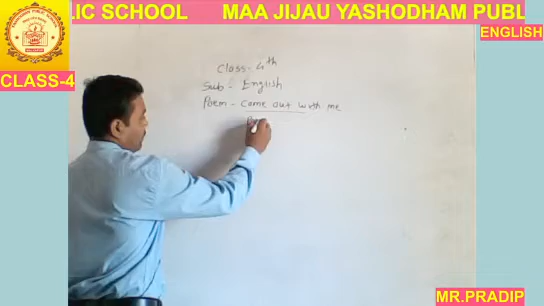 LIC SCHOOL MAA JIJAU YASHODHAM PUBL
ENGLISH
CLASS-4
Class- 4th
Sub- English
Poem - Come out with me
MR.PRADIP